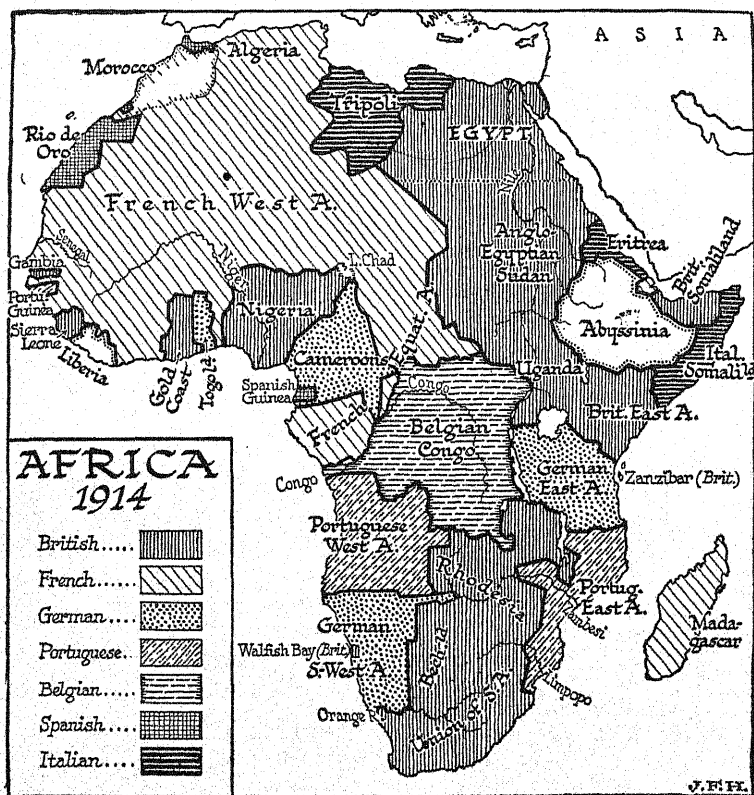 ASIA
Algeria
Morocco
Tripoli
Rio de
Oro
EGYPT
Nile
French West A.
Senegal
Gambia
Portu.
Guinea
Sierra
Leone
Liberia
Niger
L. Chad
Nigeria
Gold
Coast
Togold.
Anglo-
Egyptian
Sudan
Eritrea
Brit.
Somaliland
Abyssinia
Ital.
Somalild
Cameroons
French Equat. A
Spanish
Guinea
Uganda
Brit. East A.
Congo
Belgian
Congo
Congo
German
East A.
Zanzibar (Brit.)
Portuguese
West A.
Rhodesia
Portug.
East A.
Zambesi
Mada-
gascar
German
S-West A
Walfish Bay (Brit.)
Bech'ld
Limpopo
Orange R.
Union of S.A.
AFRICA
1914
British.....
French......
German....
Portuguese..
Belgian.....
Spanish.....
Italian.....
J.F.H.